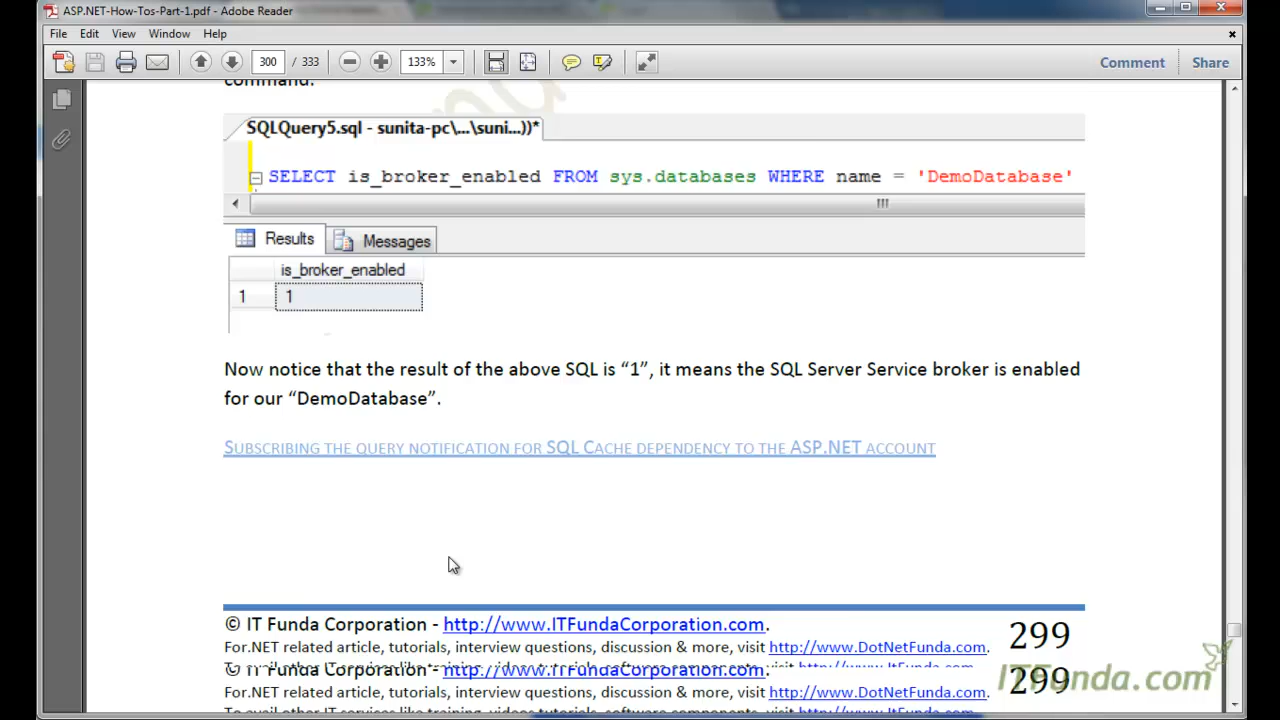 ASP.NET-How-Tos-Part-1.pdf - Adobe Reader
File Edit View Window Help
300 / 333 133% Comment Share
command.
SQLQuery5.sql - sunita-pc\...\suni...))*
SELECT is_broker_enabled FROM sys.databases WHERE name = 'DemoDatabase'
Results Messages
is_broker_enabled
1 1
Now notice that the result of the above SQL is “1”, it means the SQL Server Service broker is enabled
for our “DemoDatabase”.
SUBSCRIBING THE QUERY NOTIFICATION FOR SQL CACHE DEPENDENCY TO THE ASP.NET ACCOUNT
© IT Funda Corporation - http://www.ITFundaCorporation.com.
For.NET related article, tutorials, interview questions, discussion & more, visit http://www.DotNetFunda.com.
299
© IT Funda Corporation - http://www.ITFundaCorporation.com.
For.NET related article, tutorials, interview questions, discussion & more, visit http://www.DotNetFunda.com.
299
ITFunda.com